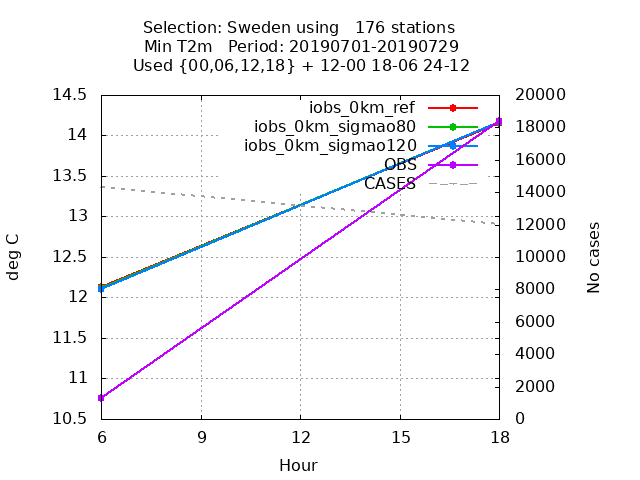 Selection: Sweden using   176 stations
Min T2m   Period: 20190701-20190729
Used {00,06,12,18} + 12-00 18-06 24-12
14.5
14
13.5
13
12.5
12
11.5
11
10.5
deg C
iobs_0km_ref
iobs_0km_sigmao80
iobs_0km_sigmao120
OBS
CASES
20000
18000
16000
14000
12000
10000
8000
6000
4000
2000
0
No cases
6 9 12 15 18
Hour